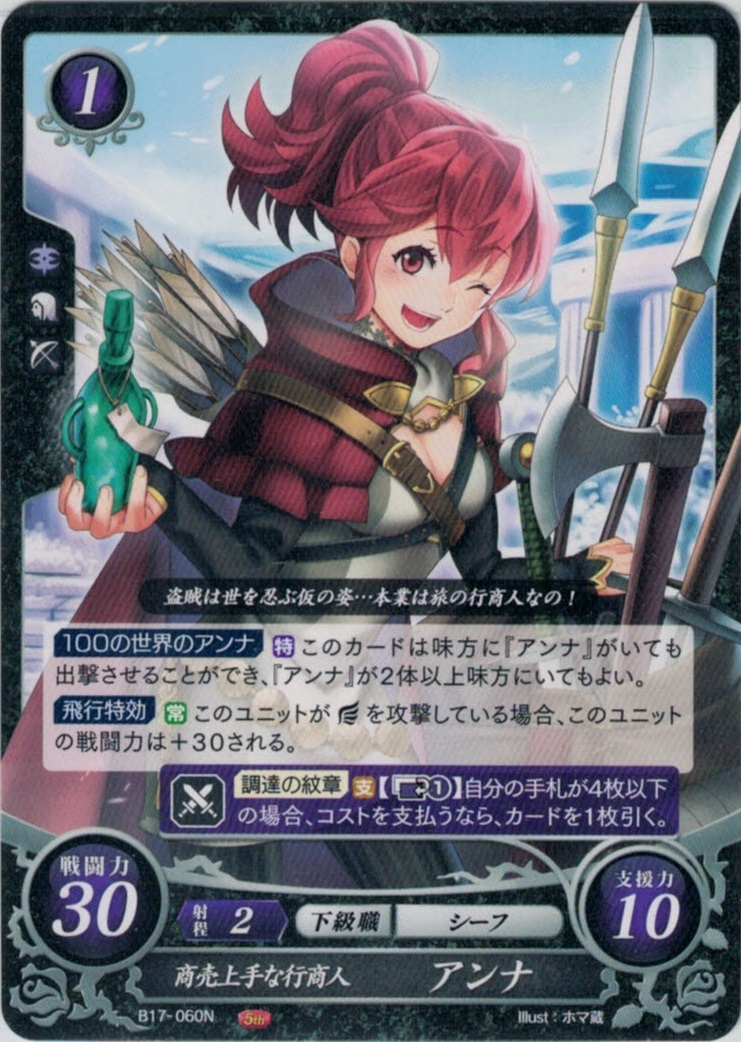 1
盗賊は世を忍ぶ仮の姿…本業は旅の行商人なの！
100の世界のアンナ 特 このカードは味方に『アンナ』がいても
出撃させることができ、『アンナ』が2体以上味方にいてもよい。
飛行特効 常 このユニットが を攻撃している場合、このユニット
の戦闘力は＋30される。
調達の紋章 支 【 ①】自分の手札が4枚以下
の場合、コストを支払うなら、カードを1枚引く。
戦闘力
30
射程 2
下級職 シーフ
支援力
10
商売上手な行商人 アンナ
B17-060N 5th Illust：ホマ蔵